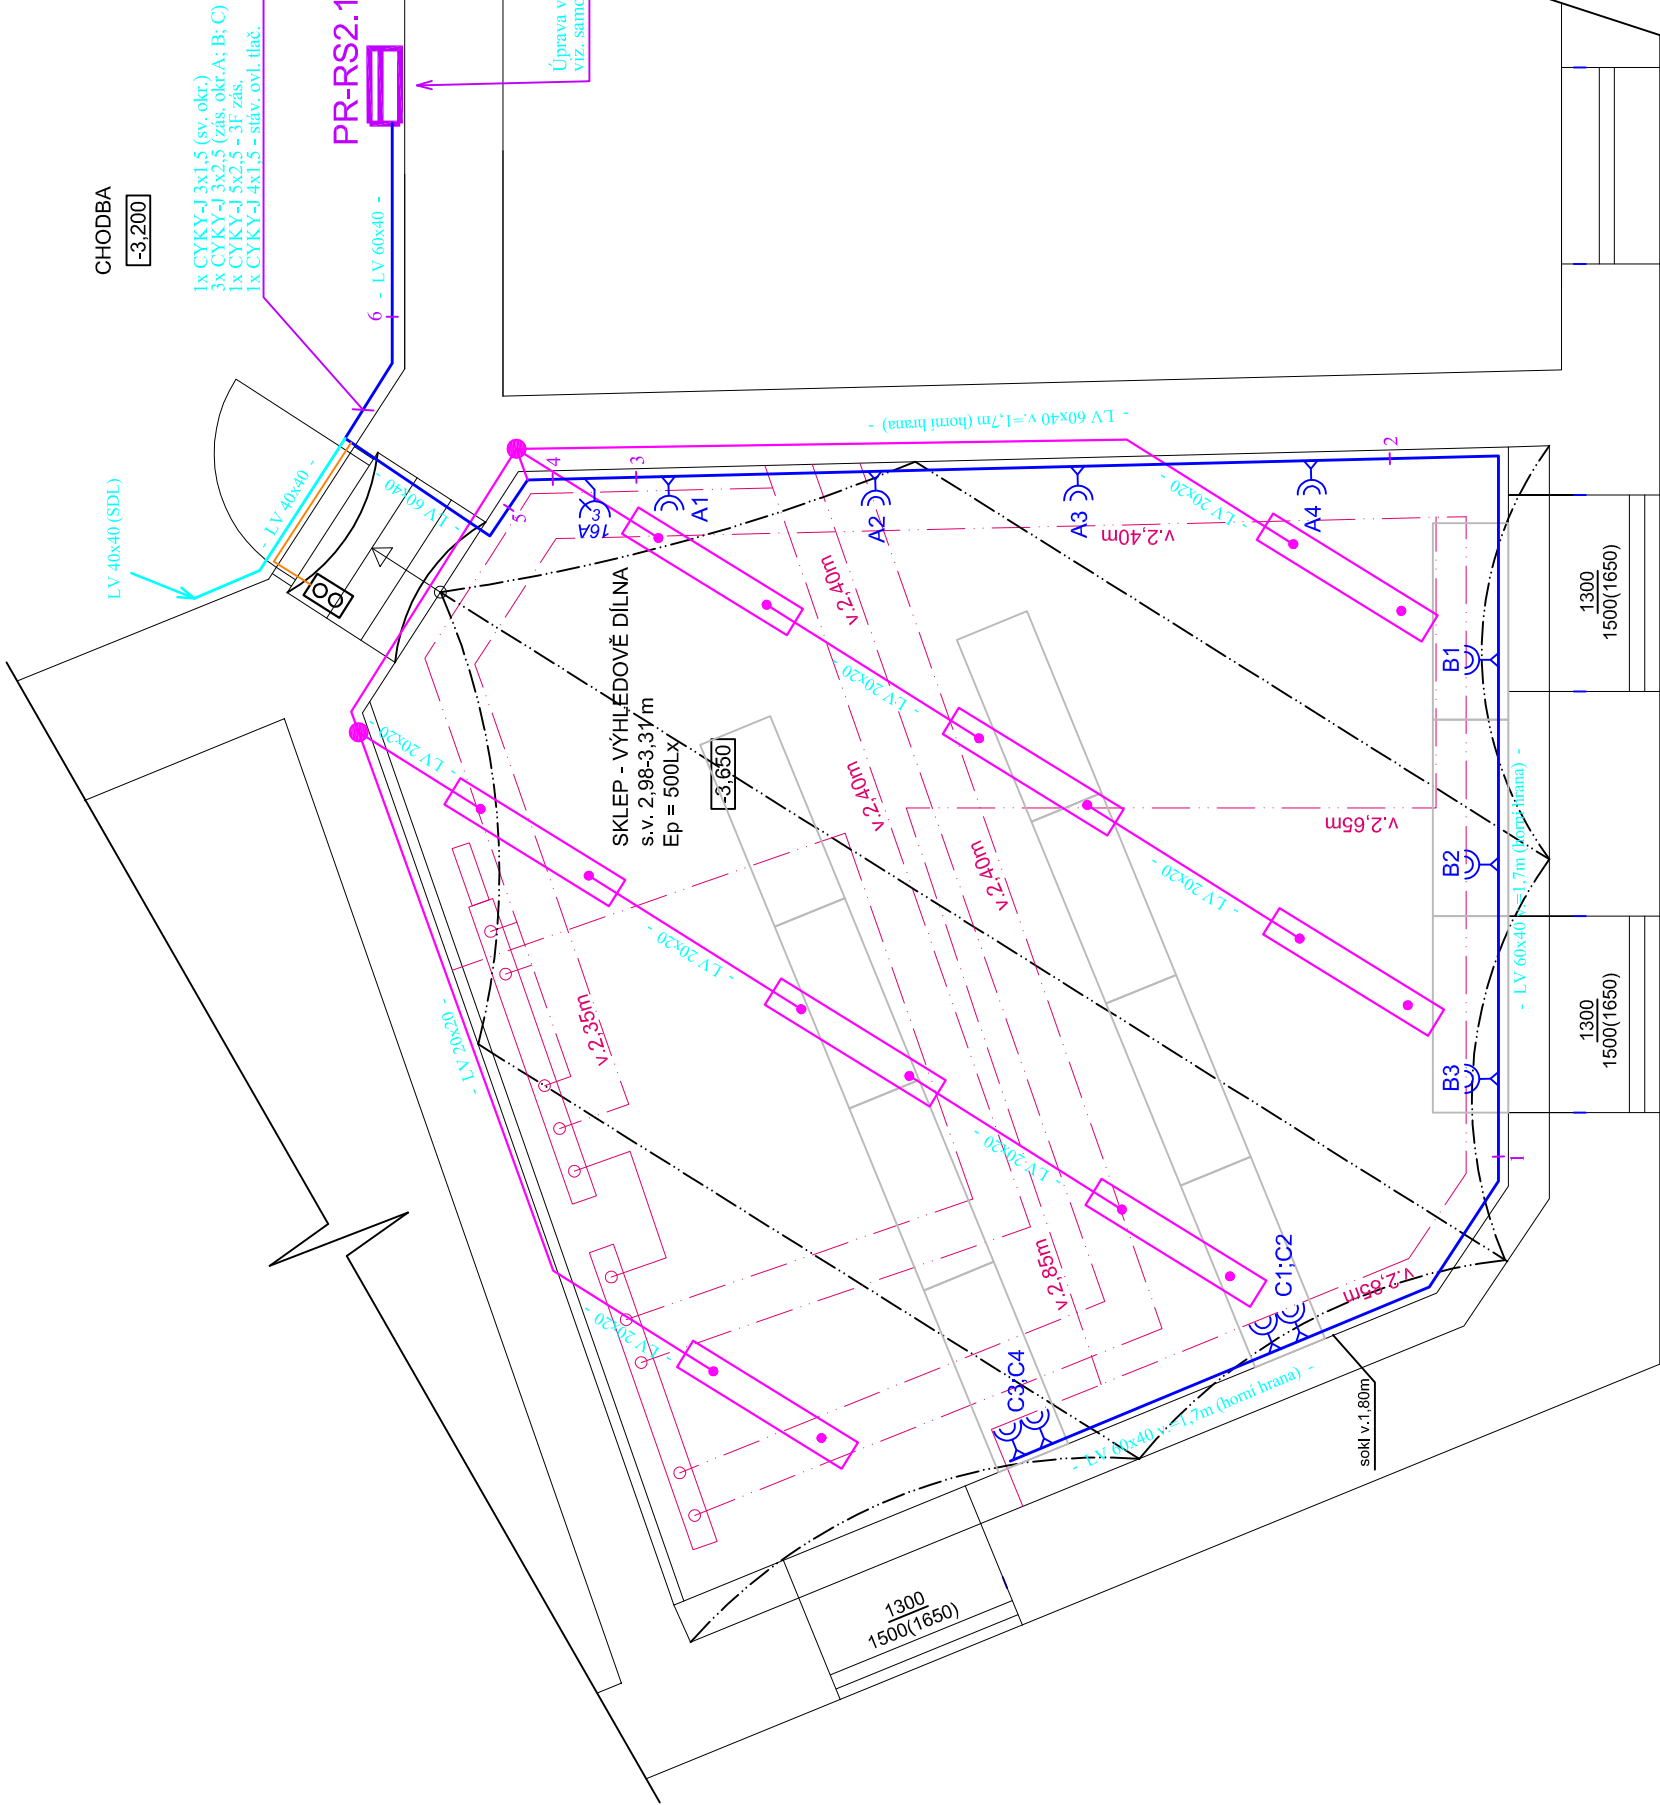 CHODBA
-3,200
1x CYKY-J 3x1,5 (sv. okr.)
3x CYKY-J 3x2,5 (zás. okr.A; B; C)
1x CYKY-J 5x2,5 - 3F zás.
1x CYKY-J 4x1,5 - stáv. ovl. tlač.
PR-RS2.1
Úprava v
viz. samo
6
- LV 60x40 -
LV 40x40 (SDL)
- LV 40x40 -
- LV 60x40 -
5
4
3
2
1
16A
3
A1
A2
A3
A4
- LV 60x40 -v.=1,7m (horní hrana) -
SKLEP - VÝHLEDOVĚ DÍLNA
s.v. 2,98-3,31 m
Ep = 500Lx
-3,650
- LV 20x20 -
- LV 20x20 -
- LV 20x20 -
- LV 20x20 -
- LV 20x20 -
- LV 20x20 -
- LV 20x20 -
- LV 20x20 -
v.2,40m
v.2,40m
v.2,40m
v.2,40m
v.2,35m
v.2,65m
v.2,85m
v.2,85m
B1
B2
B3
C1;C2
C3;C4
- LV 60x40 v.=1,7m (horní hrana) -
- LV 60x40 v.=1,7m (horní hrana) -
sokl v.1,80m
1300
1500(1650)
1300
1500(1650)
1300
1500(1650)